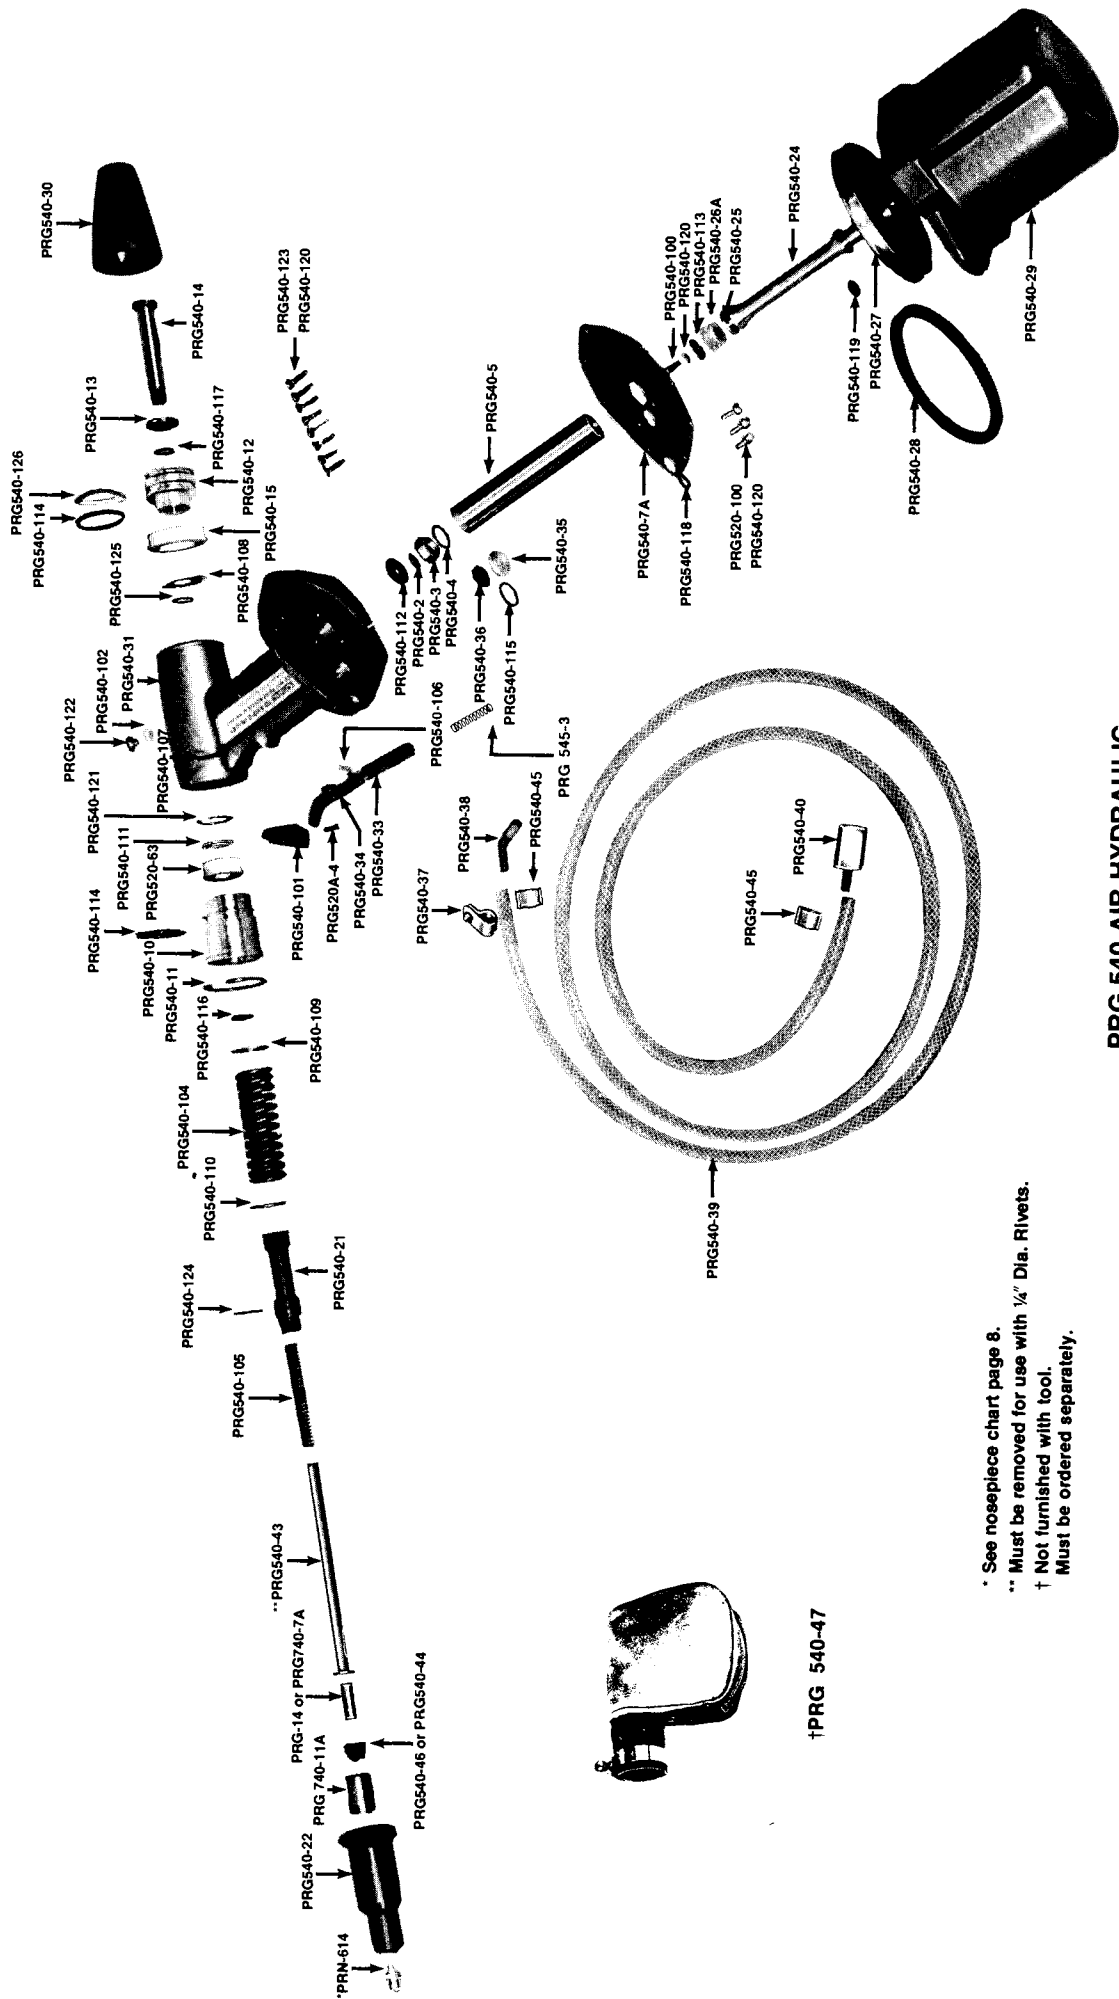 PRG540-30
PRG540-14
PRG540-13
PRG540-117
PRG540-12
PRG540-15
PRG540-126
PRG540-114
PRG540-125
PRG540-108
PRG540-123
PRG540-120
PRG540-31
PRG540-102
PRG540-122
PRG540-107
PRG540-121
PRG540-111
PRG520-63
PRG540-114
PRG540-10
PRG540-11
PRG540-116
PRG540-109
PRG540-104
PRG540-110
PRG540-21
PRG540-124
PRG540-105
**PRG540-43
PRG-14 or PRG740-7A
PRG 740-11A
PRG540-46 or PRG540-44
PRG540-22
*PRN-614
PRG540-5
PRG540-112
PRG540-2
PRG540-3
PRG540-4
PRG540-36
PRG540-35
PRG540-115
PRG540-106
PRG 545-3
PRG540-101
PRG520A-4
PRG540-34
PRG540-33
PRG540-37
PRG540-38
PRG540-45
PRG540-40
PRG540-45
PRG540-39
PRG540-24
PRG540-100
PRG540-120
PRG540-113
PRG540-26A
PRG540-25
PRG540-7A
PRG540-118
PRG520-100
PRG540-120
PRG540-119
PRG540-27
PRG540-28
PRG540-29
†PRG 540-47
* See nosepiece chart page 8.
** Must be removed for use with ¼" Dia. Rivets.
† Not furnished with tool.
Must be ordered separately.
PRG 540 AIR HYDRAULIC